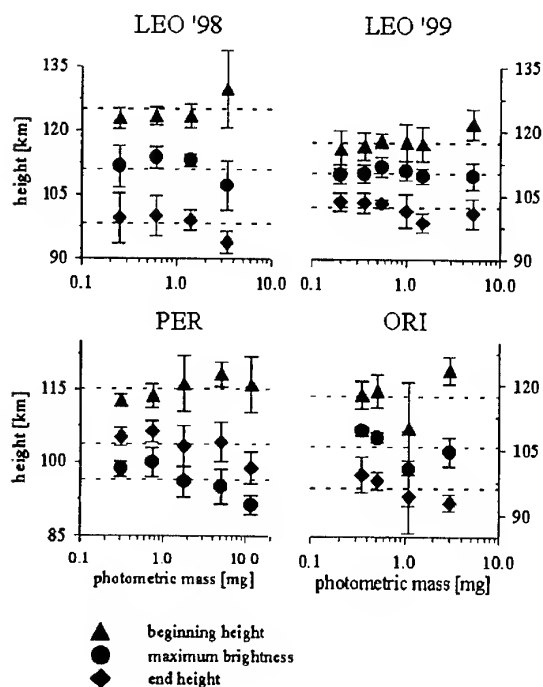 LEO '98
LEO '99
135
120
105
90
height [km]
0.1 1.0 10.0
135
120
105
90
0.1 1.0 10.0
PER
ORI
115
100
85
height [km]
0.1 1.0 10.0
photometric mass [mg]
120
105
90
0.1 1.0 10.0
photometric mass [mg]
beginning height
maximum brightness
end height